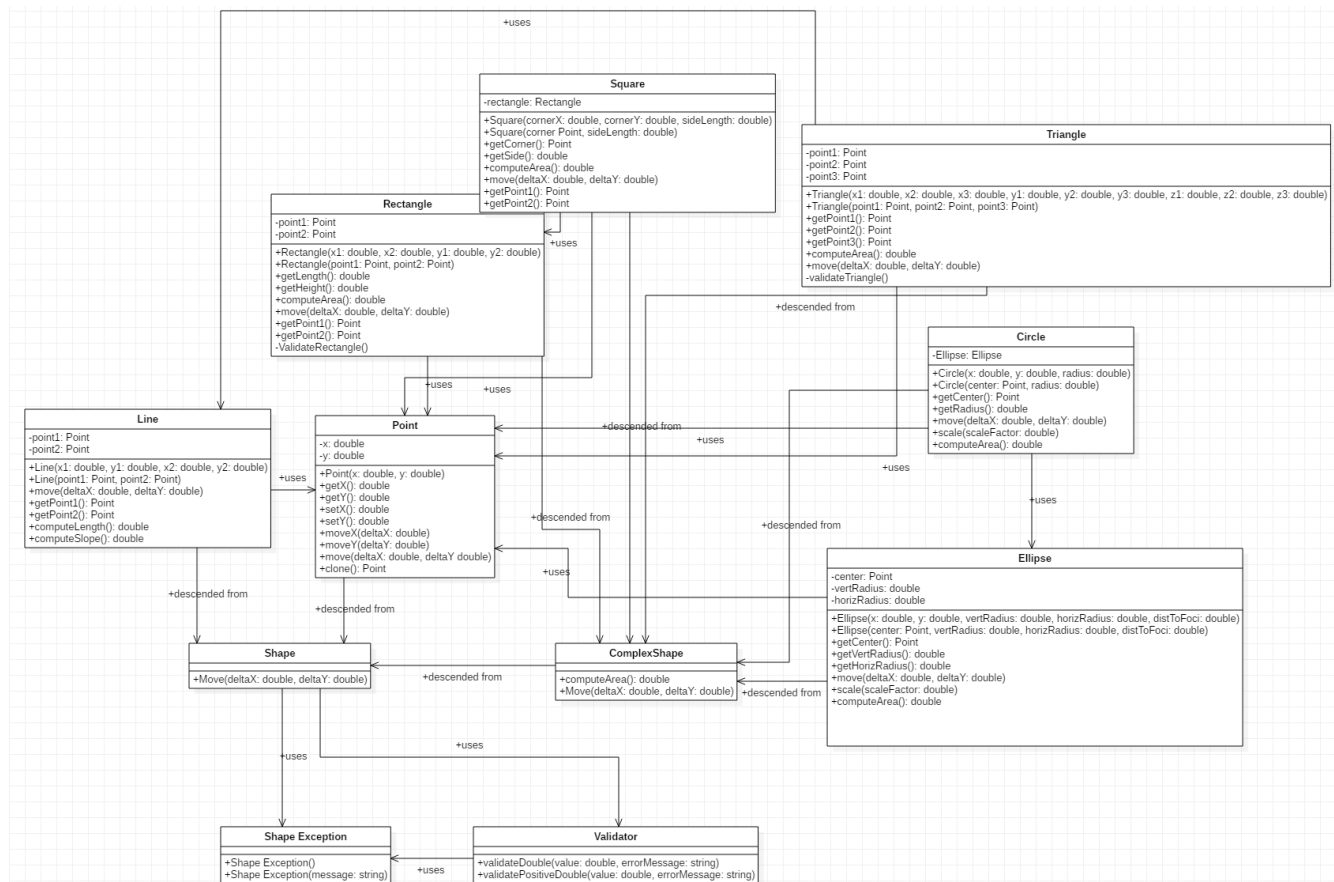 +uses
Square
-rectangle: Rectangle
+Square(cornerX: double, cornerY: double, sideLength: double)
+Square(corner Point, sideLength: double)
+getCorner(): Point
+getSide(): double
+computeArea(): double
+move(deltaX: double, deltaY: double)
+getPoint1(): Point
+getPoint2(): Point
Triangle
-point1: Point
-point2: Point
-point3: Point
+Triangle(x1: double, x2: double, x3: double, y1: double, y2: double, y3: double, z1: double, z2: double, z3: double)
+Triangle(point1: Point, point2: Point, point3: Point)
+getPoint1(): Point
+getPoint2(): Point
+getPoint3(): Point
+computeArea(): double
+move(deltaX: double, deltaY: double)
-validateTriangle()
Rectangle
-point1: Point
-point2: Point
+Rectangle(x1: double, x2: double, y1: double, y2: double)
+Rectangle(point1: Point, point2: Point)
+getLength(): double
+getHeight(): double
+computeArea(): double
+move(deltaX: double, deltaY: double)
+getPoint1(): Point
+getPoint2(): Point
-ValidateRectangle()
+uses
+descended from
Circle
-Ellipse: Ellipse
+Circle(x: double, y: double, radius: double)
+Circle(center: Point, radius: double)
+getCenter(): Point
+getRadius(): double
+move(deltaX: double, deltaY: double)
+scale(scaleFactor: double)
+computeArea(): double
+uses
+uses
Line
-point1: Point
-point2: Point
+Line(x1: double, y1: double, x2: double, y2: double)
+Line(point1: Point, point2: Point)
+move(deltaX: double, deltaY: double)
+getPoint1(): Point
+getPoint2(): Point
+computeLength(): double
+computeSlope(): double
+uses
Point
-x: double
-y: double
+Point(x: double, y: double)
+getX(): double
+getY(): double
+setX(): double
+setY(): double
+moveX(deltaX: double)
+moveY(deltaY: double)
+move(deltaX: double, deltaY double)
+clone(): Point
+descended from
+uses
+uses
+uses
+descended from
+descended from
+uses
Ellipse
-center: Point
-vertRadius: double
-horizRadius: double
+Ellipse(x: double, y: double, vertRadius: double, horizRadius: double, distToFoci: double)
+Ellipse(center: Point, vertRadius: double, horizRadius: double, distToFoci: double)
+getCenter(): Point
+getVertRadius(): double
+getHorizRadius(): double
+move(deltaX: double, deltaY: double)
+scale(scaleFactor: double)
+computeArea(): double
+descended from
+descended from
Shape
+Move(deltaX: double, deltaY: double)
+descended from
ComplexShape
+computeArea(): double
+Move(deltaX: double, deltaY: double)
+descended from
+uses
+uses
Shape Exception
+Shape Exception()
+Shape Exception(message: string)
+uses
Validator
+validateDouble(value: double, errorMessage: string)
+validatePositiveDouble(value: double, errorMessage: string)